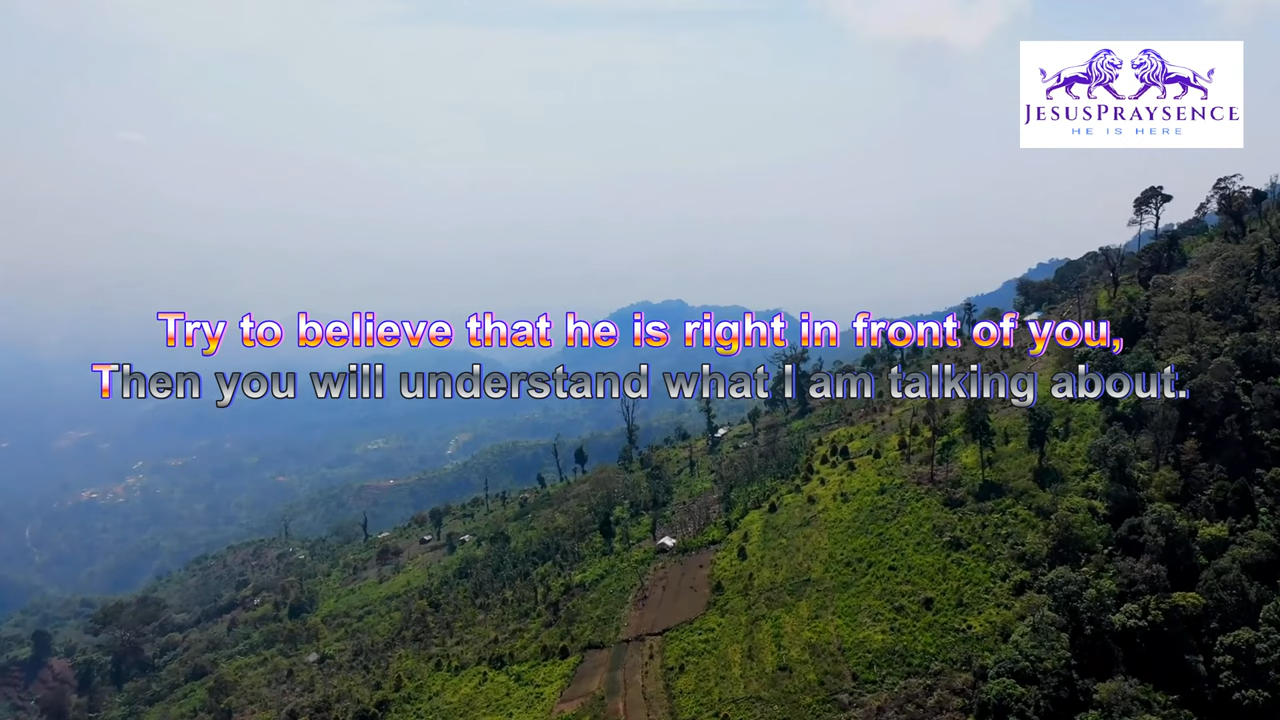 JESUSPRAYSENCE
HE IS HERE
Try to believe that he is right in front of you,
Then you will understand what I am talking about.